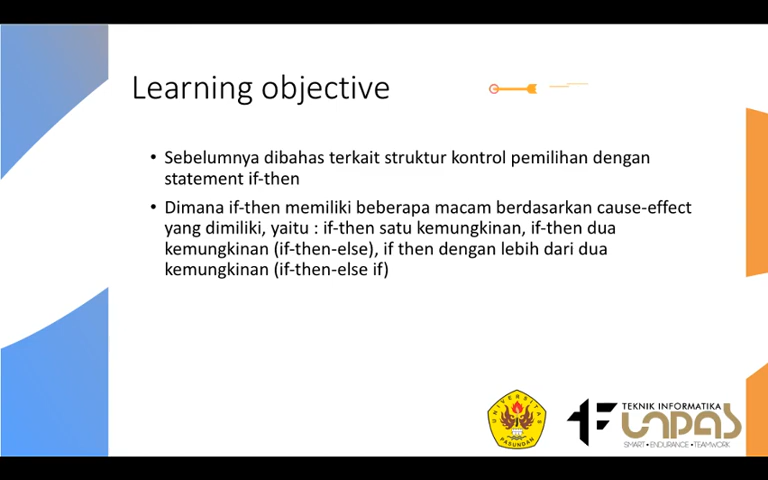 Learning objective
• Sebelumnya dibahas terkait struktur kontrol pemilihan dengan
statement if-then
• Dimana if-then memiliki beberapa macam berdasarkan cause-effect
yang dimiliki, yaitu : if-then satu kemungkinan, if-then dua
kemungkinan (if-then-else), if then dengan lebih dari dua
kemungkinan (if-then-else if)
UNIVERSITAS
PASUNDAN
TEKNIK INFORMATIKA
UNPAS
SMART • ENDURANCE • TEAMWORK